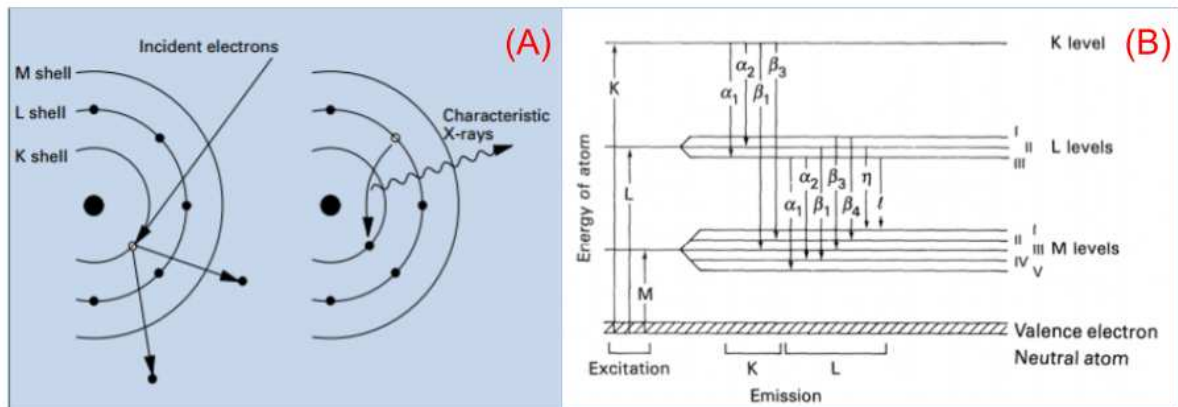 (A)
Incident electrons
M shell
L shell
K shell
Characteristic
X-rays
(B)
K level
α2 β3
K
α1 β1
Energy of atom
I
II L levels
III
L
α2 β3 η
α1 β1 β4 l
I
II
III M levels
IV
V
M
Valence electron
Neutral atom
Excitation K L
Emission